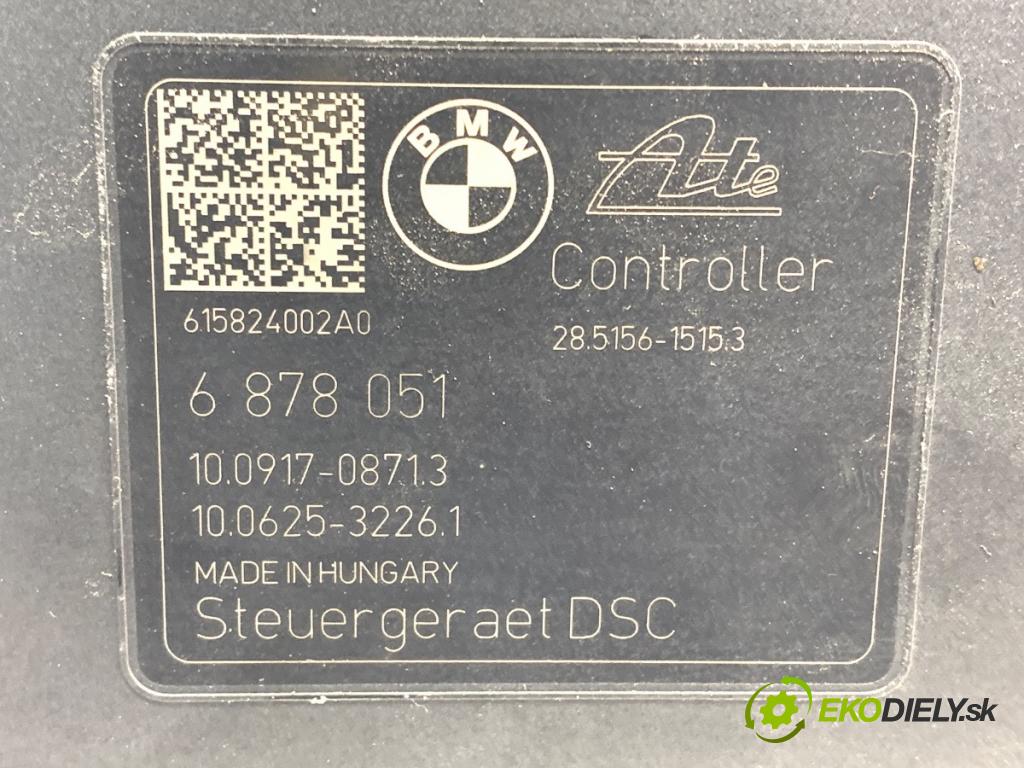 BMW
Ate
Controller
615824002A0
28.5156-1515.3
6 878 051
10.0917-0871.3
10.0625-3226.1
MADE IN HUNGARY
Steuergeraet DSC
EKODIELY.sk